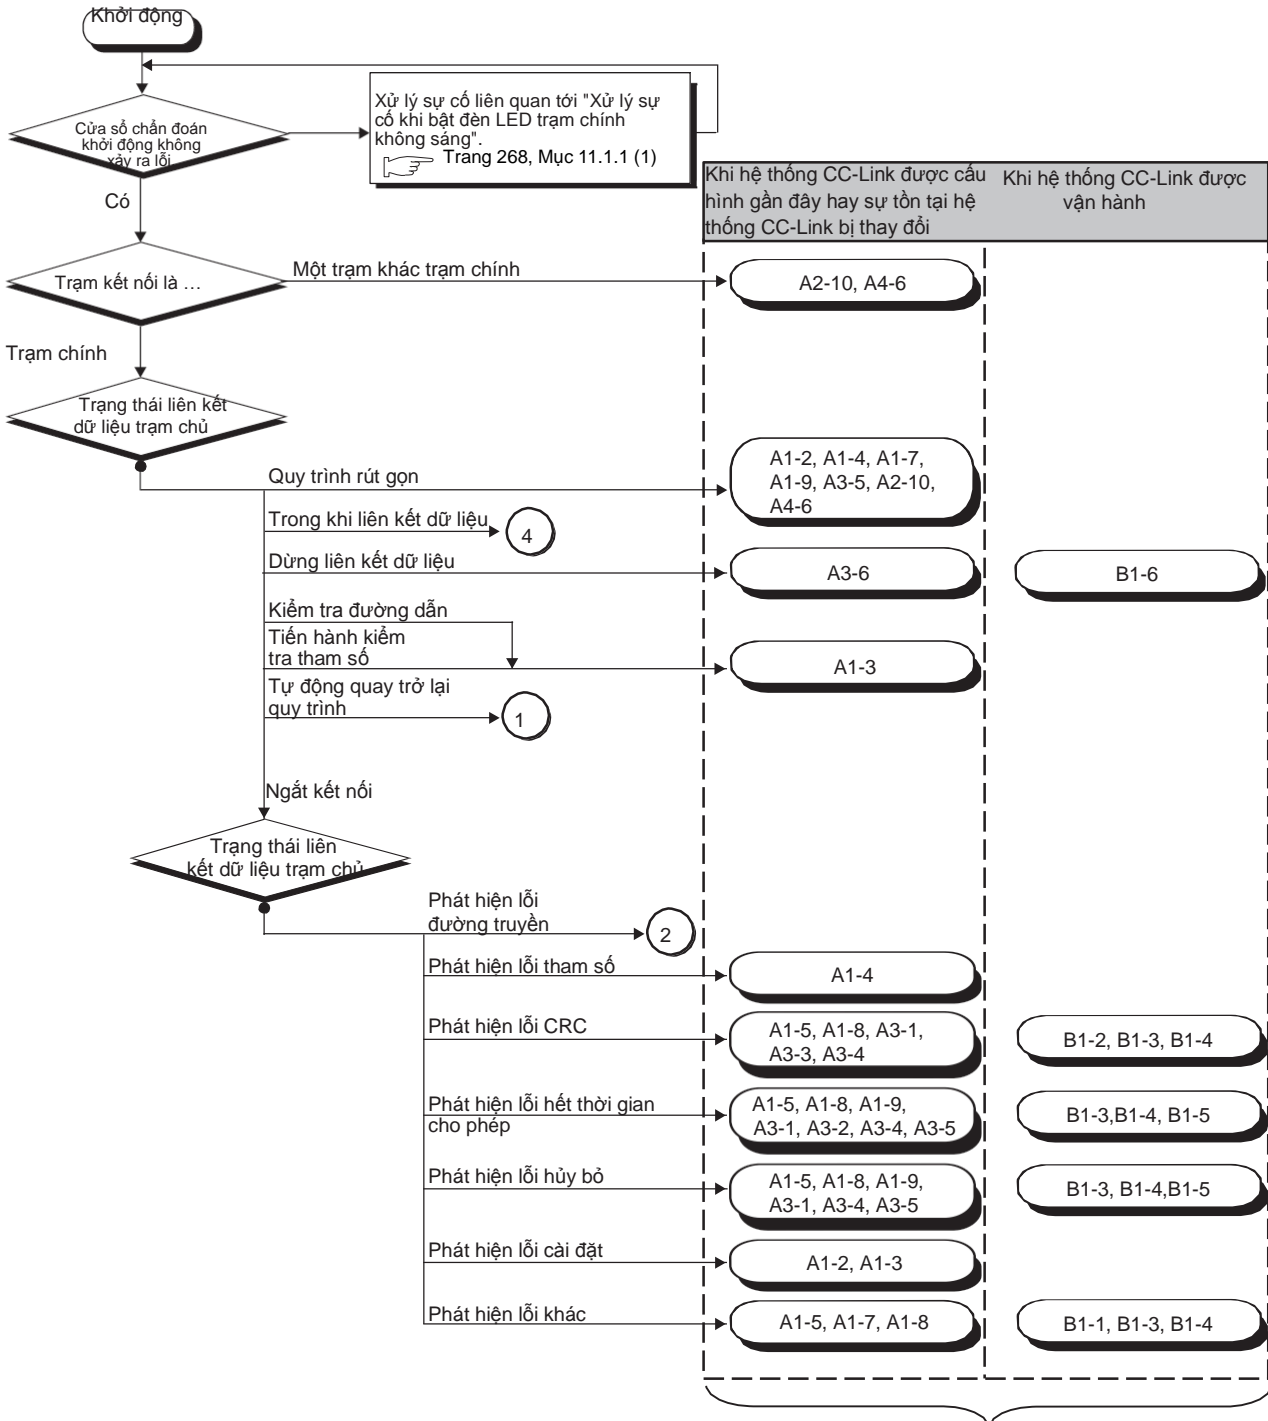 Khởi động
Cửa sổ chẩn đoán
khởi động không
xảy ra lỗi
Xử lý sự cố liên quan tới "Xử lý sự
cố khi bật đèn LED trạm chính
không sáng".
Trang 268, Mục 11.1.1 (1)
Có
Khi hệ thống CC-Link được cấu
hình gần đây hay sự tồn tại hệ
thống CC-Link bị thay đổi
Khi hệ thống CC-Link được
vận hành
Trạm kết nối là …
Một trạm khác trạm chính
A2-10, A4-6
Trạm chính
Trạng thái liên kết
dữ liệu trạm chủ
Quy trình rút gọn
A1-2, A1-4, A1-7,
A1-9, A3-5, A2-10,
A4-6
Trong khi liên kết dữ liệu
4
Dừng liên kết dữ liệu
A3-6
B1-6
Kiểm tra đường dẫn
Tiến hành kiểm
tra tham số
A1-3
Tự động quay trở lại
quy trình
1
Ngắt kết nối
Trạng thái liên
kết dữ liệu trạm chủ
Phát hiện lỗi
đường truyền
2
Phát hiện lỗi tham số
A1-4
Phát hiện lỗi CRC
A1-5, A1-8, A3-1,
A3-3, A3-4
B1-2, B1-3, B1-4
Phát hiện lỗi hết thời gian
cho phép
A1-5, A1-8, A1-9,
A3-1, A3-2, A3-4, A3-5
B1-3,B1-4, B1-5
Phát hiện lỗi hủy bỏ
A1-5, A1-8, A1-9,
A3-1, A3-4, A3-5
B1-3, B1-4,B1-5
Phát hiện lỗi cài đặt
A1-2, A1-3
Phát hiện lỗi khác
A1-5, A1-7, A1-8
B1-1, B1-3, B1-4